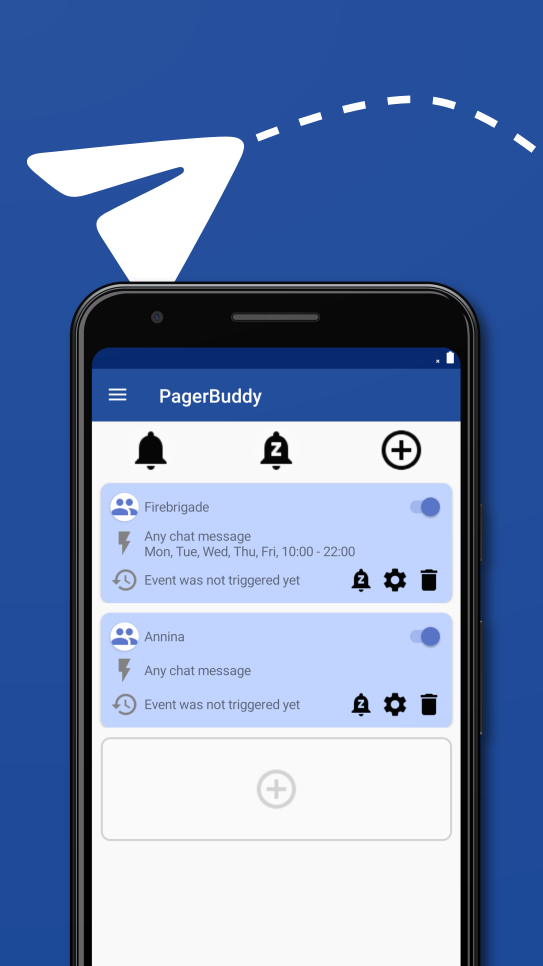 PagerBuddy
Firebrigade
Any chat message
Mon, Tue, Wed, Thu, Fri, 10:00 - 22:00
Event was not triggered yet
Annina
Any chat message
Event was not triggered yet